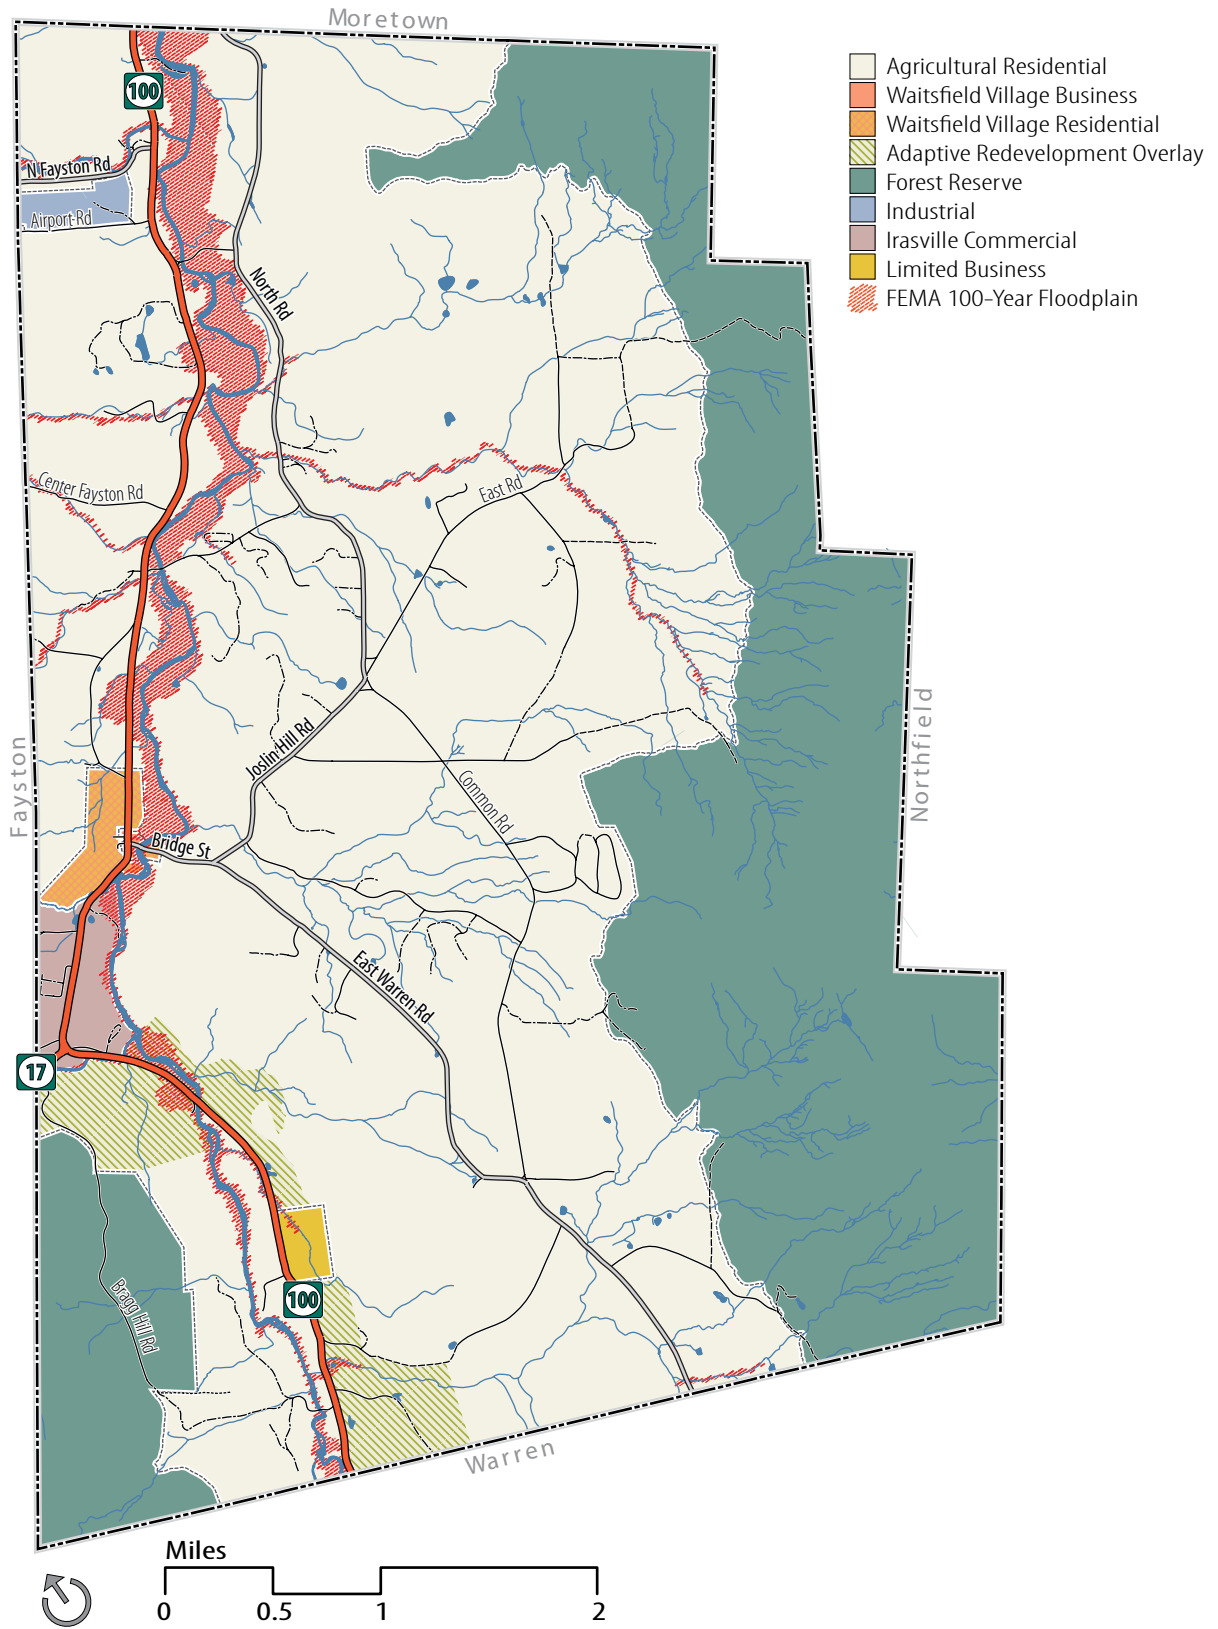 Moretown
Agricultural Residential
Waitsfield Village Business
Waitsfield Village Residential
Adaptive Redevelopment Overlay
Forest Reserve
Industrial
Irasville Commercial
Limited Business
FEMA 100-Year Floodplain
100
N Fayston Rd
Airport Rd
North Rd
Center Fayston Rd
East Rd
Northfield
Fayston
Joslin Hill Rd
Common Rd
Bridge St
East Warren Rd
17
Bragg Hill Rd
100
Warren
Miles
0 0.5 1 2